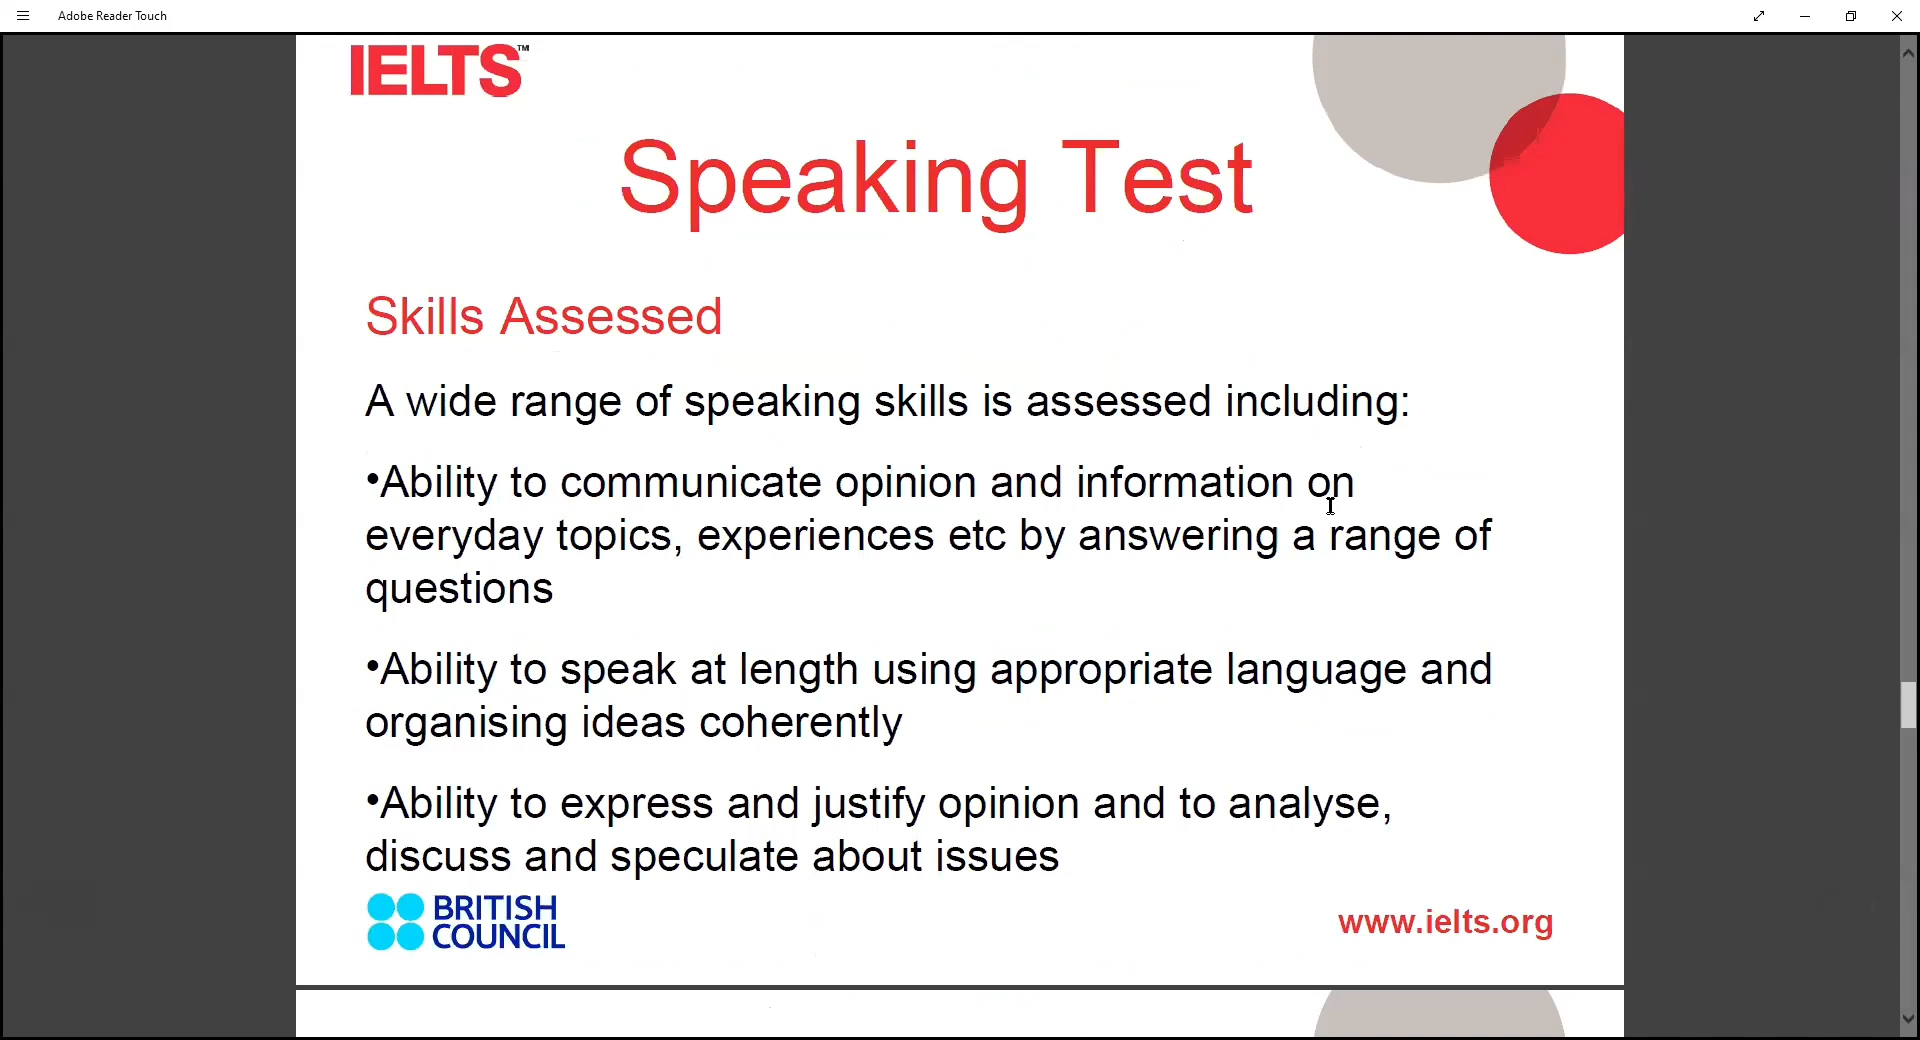 Adobe Reader Touch
IELTS™
Speaking Test
Skills Assessed
A wide range of speaking skills is assessed including:
•Ability to communicate opinion and information on
everyday topics, experiences etc by answering a range of
questions
•Ability to speak at length using appropriate language and
organising ideas coherently
•Ability to express and justify opinion and to analyse,
discuss and speculate about issues
BRITISH
COUNCIL
www.ielts.org